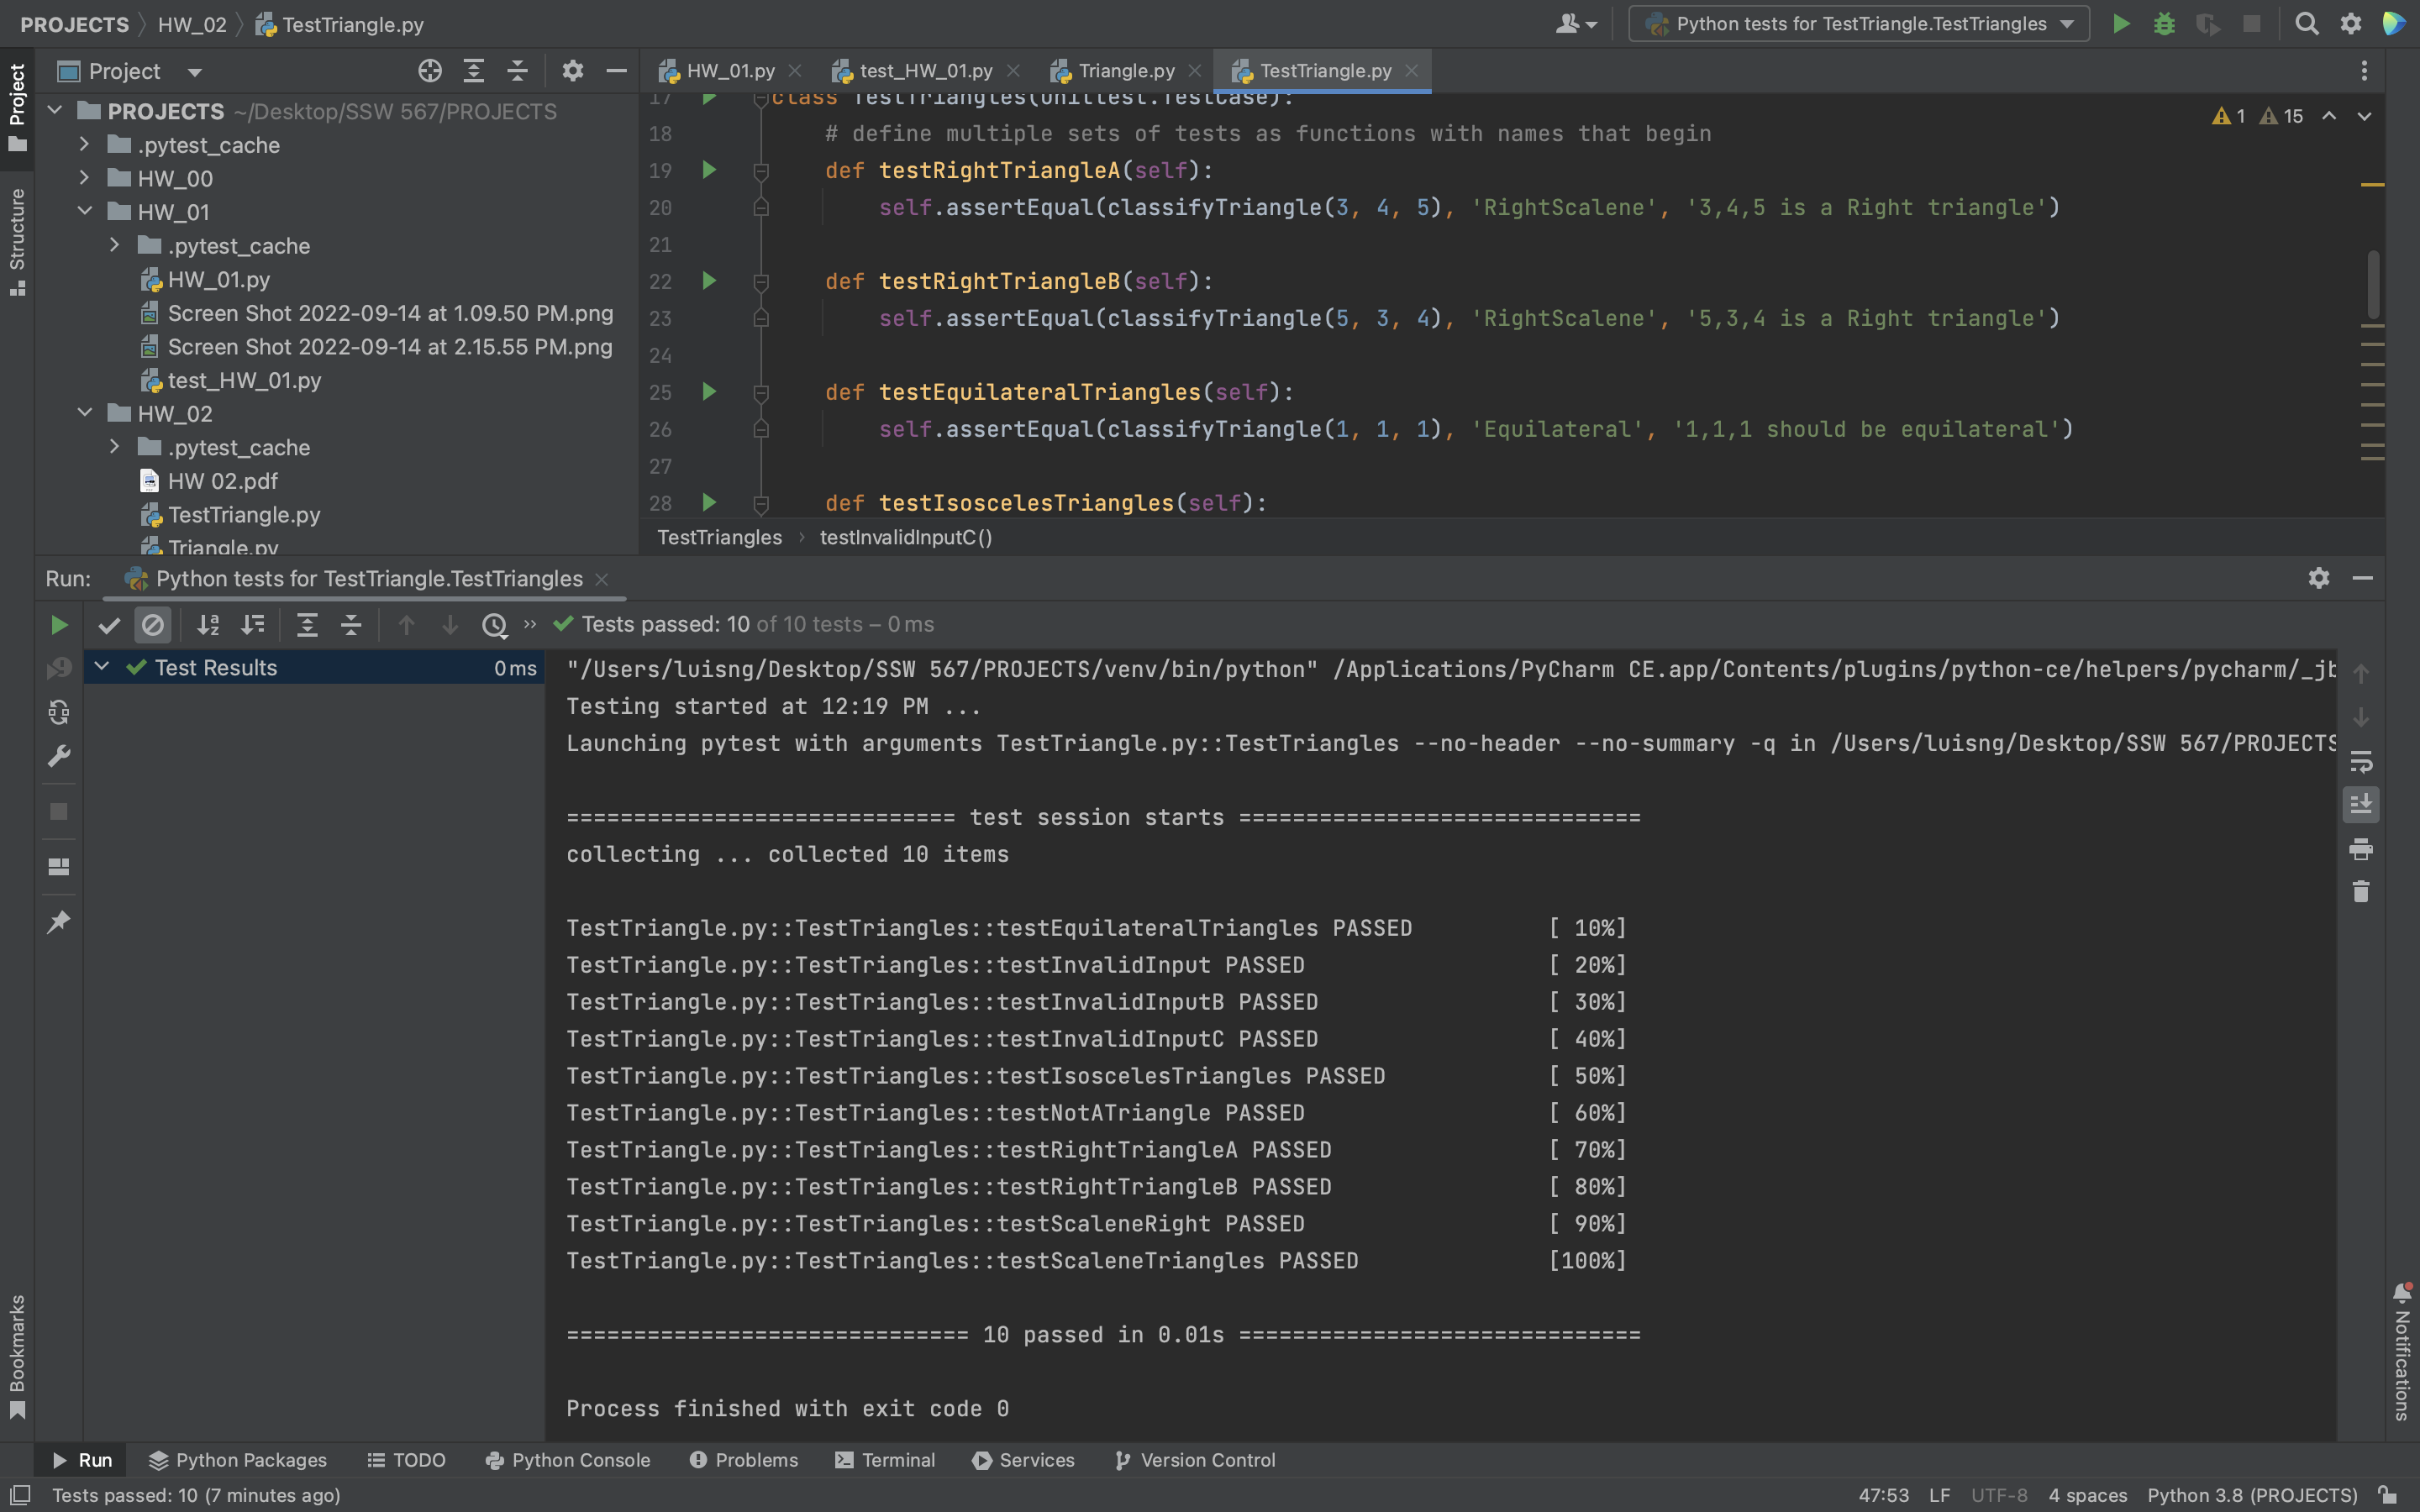 PROJECTS HW_02 TestTriangle.py Python tests for TestTriangle.TestTriangles
Project
HW_01.py test_HW_01.py Triangle.py TestTriangle.py
Project
Structure
Bookmarks
Notifications
PROJECTS ~/Desktop/SSW 567/PROJECTS
.pytest_cache
HW_00
HW_01
.pytest_cache
HW_01.py
Screen Shot 2022-09-14 at 1.09.50 PM.png
Screen Shot 2022-09-14 at 2.15.55 PM.png
test_HW_01.py
HW_02
.pytest_cache
HW 02.pdf
TestTriangle.py
Triangle.py
1 15
17 class TestTriangles(unittest.TestCase):
18 # define multiple sets of tests as functions with names that begin
19 def testRightTriangleA(self):
20 self.assertEqual(classifyTriangle(3, 4, 5), 'RightScalene', '3,4,5 is a Right triangle')
21
22 def testRightTriangleB(self):
23 self.assertEqual(classifyTriangle(5, 3, 4), 'RightScalene', '5,3,4 is a Right triangle')
24
25 def testEquilateralTriangles(self):
26 self.assertEqual(classifyTriangle(1, 1, 1), 'Equilateral', '1,1,1 should be equilateral')
27
28 def testIsoscelesTriangles(self):
TestTriangles testInvalidInputC()
Run: Python tests for TestTriangle.TestTriangles
Tests passed: 10 of 10 tests – 0 ms
Test Results 0 ms
"/Users/luisng/Desktop/SSW 567/PROJECTS/venv/bin/python" /Applications/PyCharm CE.app/Contents/plugins/python-ce/helpers/pycharm/_jb
Testing started at 12:19 PM ...
Launching pytest with arguments TestTriangle.py::TestTriangles --no-header --no-summary -q in /Users/luisng/Desktop/SSW 567/PROJECTS
============================= test session starts ==============================
collecting ... collected 10 items
TestTriangle.py::TestTriangles::testEquilateralTriangles PASSED [ 10%]
TestTriangle.py::TestTriangles::testInvalidInput PASSED [ 20%]
TestTriangle.py::TestTriangles::testInvalidInputB PASSED [ 30%]
TestTriangle.py::TestTriangles::testInvalidInputC PASSED [ 40%]
TestTriangle.py::TestTriangles::testIsoscelesTriangles PASSED [ 50%]
TestTriangle.py::TestTriangles::testNotATriangle PASSED [ 60%]
TestTriangle.py::TestTriangles::testRightTriangleA PASSED [ 70%]
TestTriangle.py::TestTriangles::testRightTriangleB PASSED [ 80%]
TestTriangle.py::TestTriangles::testScaleneRight PASSED [ 90%]
TestTriangle.py::TestTriangles::testScaleneTriangles PASSED [100%]
============================== 10 passed in 0.01s ==============================
Process finished with exit code 0
Run Python Packages TODO Python Console Problems Terminal Services Version Control
Tests passed: 10 (7 minutes ago) 47:53 LF UTF-8 4 spaces Python 3.8 (PROJECTS)